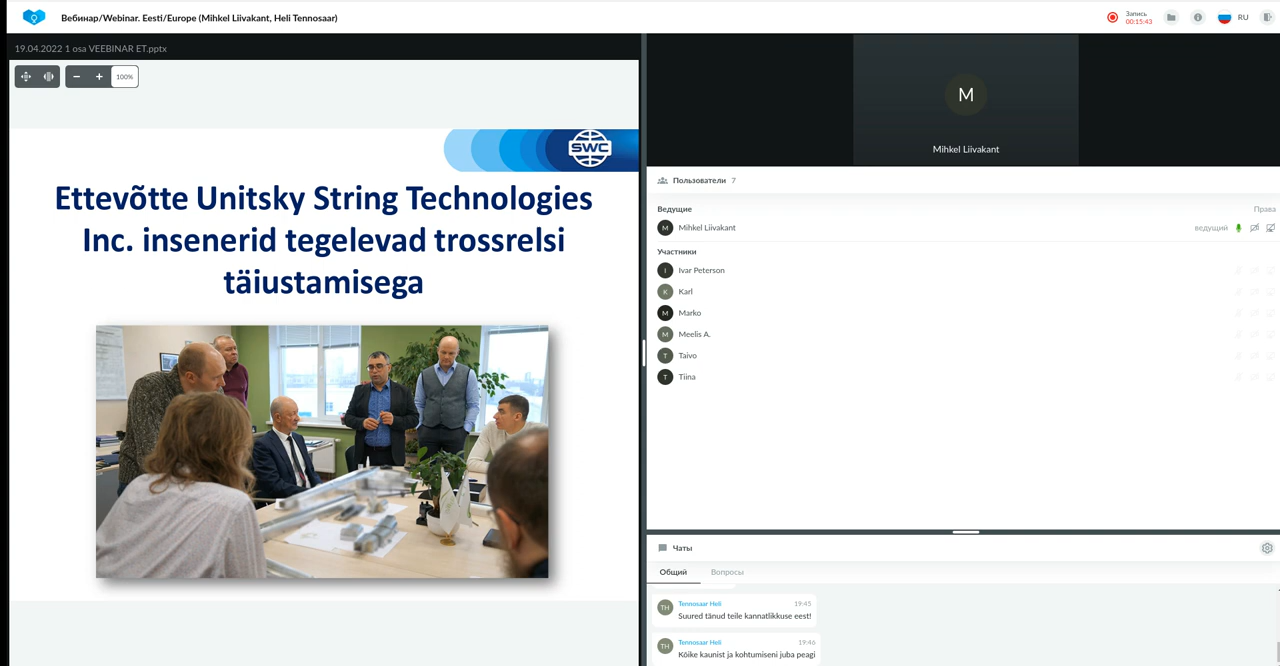 Вебинар/Webinar. Eesti/Europe (Mihkel Liivakant, Heli Tennosaar)
Запись
00:15:43
RU
19.04.2022 1 osa VEEBINAR ET.pptx
100%
SWC
Ettevõtte Unitsky String Technologies
Inc. insenerid tegelevad trossrelsi
täiustamisega
M
Mihkel Liivakant
Пользователи 7
Ведущие Права
M Mihkel Liivakant ведущий
Участники
I Ivar Peterson
K Karl
M Marko
M Meelis A.
T Taivo
T Tiina
Чаты
Общий Вопросы
TH Tennosaar Heli 19:45
Suured tänud teile kannatlikkuse eest!
TH Tennosaar Heli 19:46
Kõike kaunist ja kohtumiseni juba peagi